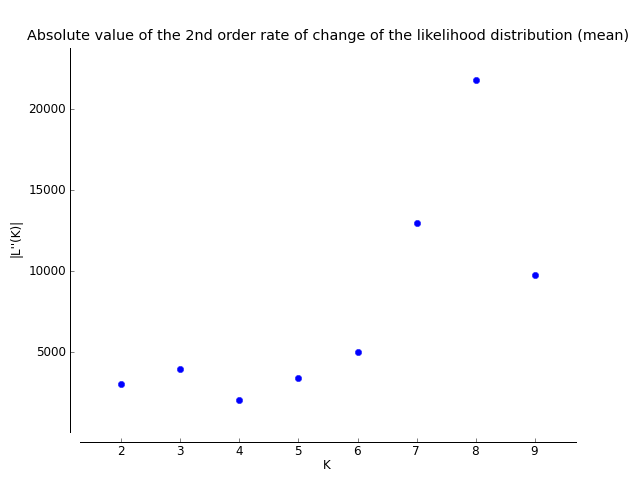 Absolute value of the 2nd order rate of change of the likelihood distribution (mean)
20000
15000
10000
5000
|L''(K)|
2 3 4 5 6 7 8 9
K